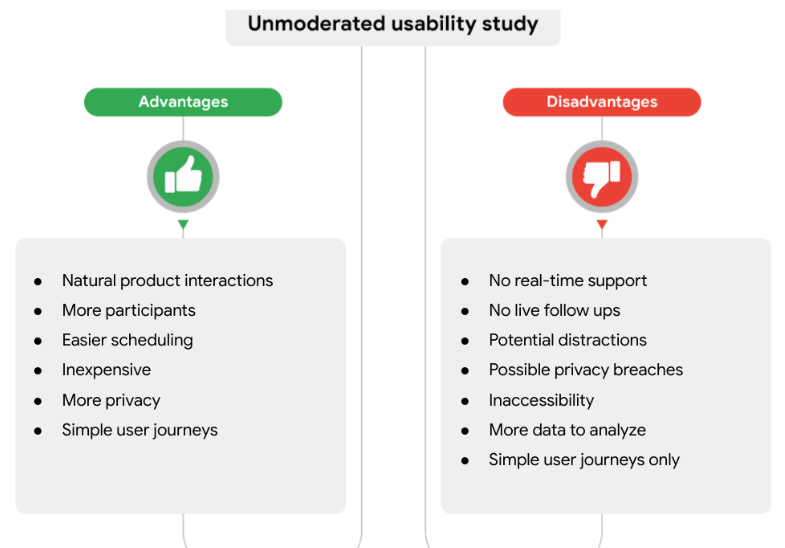 Unmoderated usability study
Advantages
Natural product interactions
More participants
Easier scheduling
Inexpensive
More privacy
Simple user journeys
Disadvantages
No real-time support
No live follow ups
Potential distractions
Possible privacy breaches
Inaccessibility
More data to analyze
Simple user journeys only